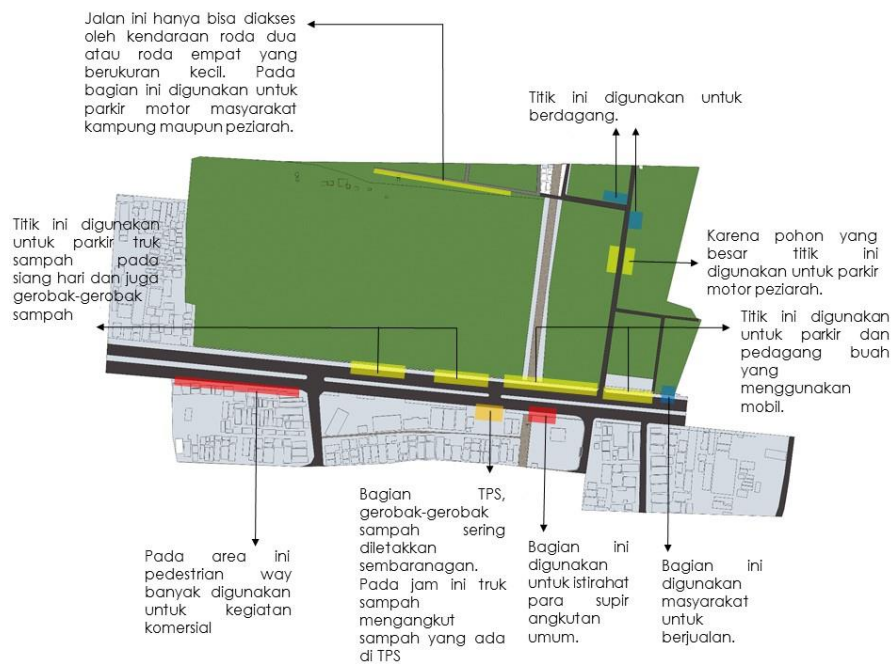 Jalan ini hanya bisa diakses
oleh kendaraan roda dua
atau roda empat yang
berukuran kecil. Pada
bagian ini digunakan untuk
parkir motor masyarakat
kampung maupun peziarah.
Titik ini digunakan untuk
berdagang.
Titik ini digunakan
untuk parkir truk
sampah pada
siang hari dan juga
gerobak-gerobak
sampah
Karena pohon yang
besar titik ini
digunakan untuk parkir
motor peziarah.
Titik ini digunakan
untuk parkir dan
pedagang buah
yang
menggunakan
mobil.
Pada area ini
pedestrian way
banyak digunakan
untuk kegiatan
komersial
Bagian TPS,
gerobak-gerobak
sampah sering
diletakkan
sembaranagan.
Pada jam ini truk
sampah
mengangkut
sampah yang ada
di TPS
Bagian ini
digunakan
untuk istirahat
para supir
angkutan
umum.
Bagian ini
digunakan
masyarakat
untuk
berjualan.